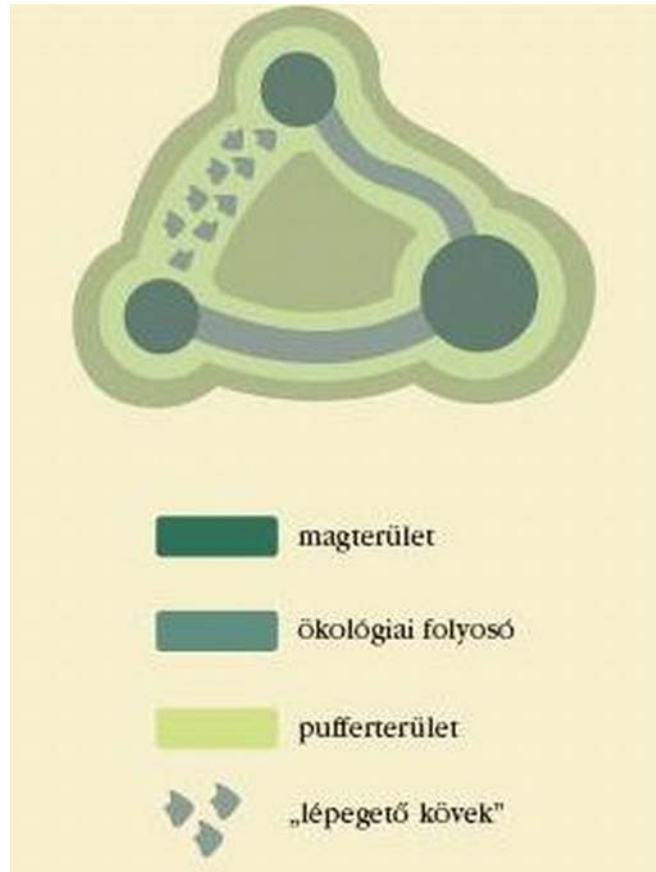 magterület
ökológiai folyosó
pufferterület
„lépegető kövek”